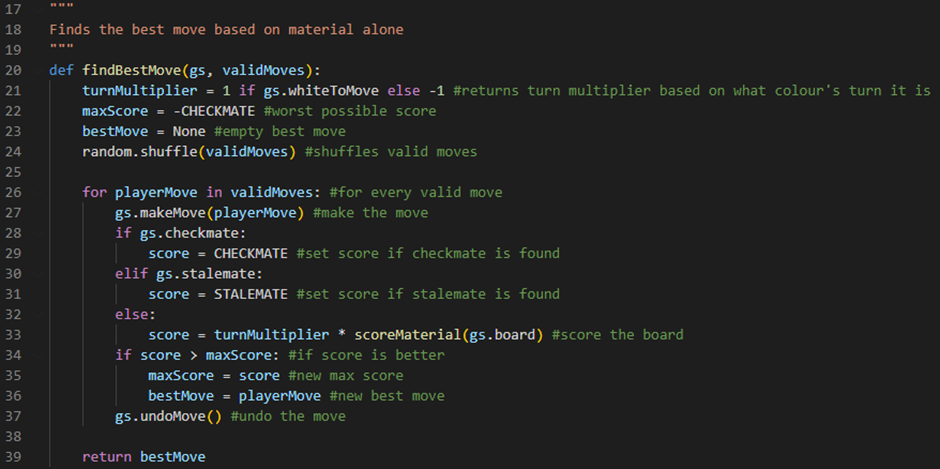 17 """
18 Finds the best move based on material alone
19 """
20 def findBestMove(gs, validMoves):
21     turnMultiplier = 1 if gs.whiteToMove else -1 #returns turn multiplier based on what colour's turn it is
22     maxScore = -CHECKMATE #worst possible score
23     bestMove = None #empty best move
24     random.shuffle(validMoves) #shuffles valid moves
25
26     for playerMove in validMoves: #for every valid move
27         gs.makeMove(playerMove) #make the move
28         if gs.checkmate:
29             score = CHECKMATE #set score if checkmate is found
30         elif gs.stalemate:
31             score = STALEMATE #set score if stalemate is found
32         else:
33             score = turnMultiplier * scoreMaterial(gs.board) #score the board
34         if score > maxScore: #if score is better
35             maxScore = score #new max score
36             bestMove = playerMove #new best move
37         gs.undoMove() #undo the move
38
39     return bestMove